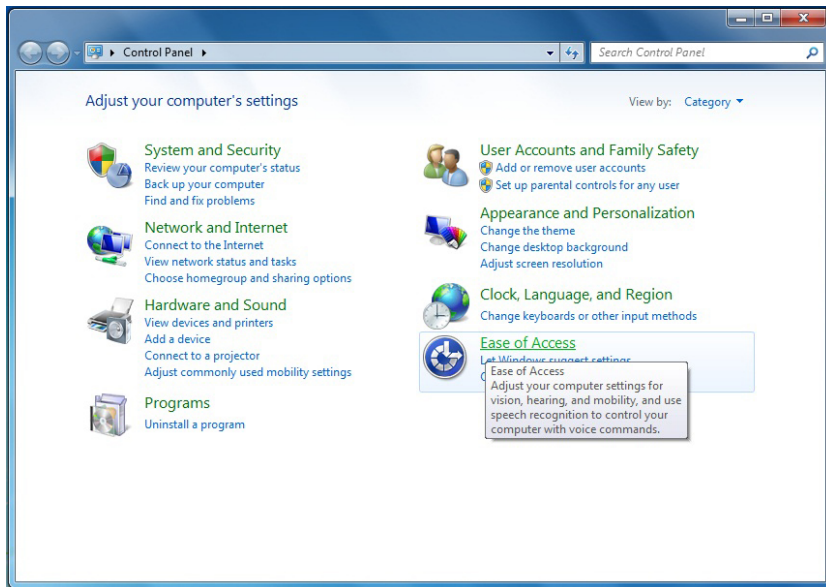 Control Panel
Search Control Panel
Adjust your computer's settings
View by: Category
System and Security
Review your computer's status
Back up your computer
Find and fix problems
Network and Internet
Connect to the Internet
View network status and tasks
Choose homegroup and sharing options
Hardware and Sound
View devices and printers
Add a device
Connect to a projector
Adjust commonly used mobility settings
Programs
Uninstall a program
User Accounts and Family Safety
Add or remove user accounts
Set up parental controls for any user
Appearance and Personalization
Change the theme
Change desktop background
Adjust screen resolution
Clock, Language, and Region
Change keyboards or other input methods
Ease of Access
Let Windows suggest settings
Ease of Access
Adjust your computer settings for
vision, hearing, and mobility, and use
speech recognition to control your
computer with voice commands.